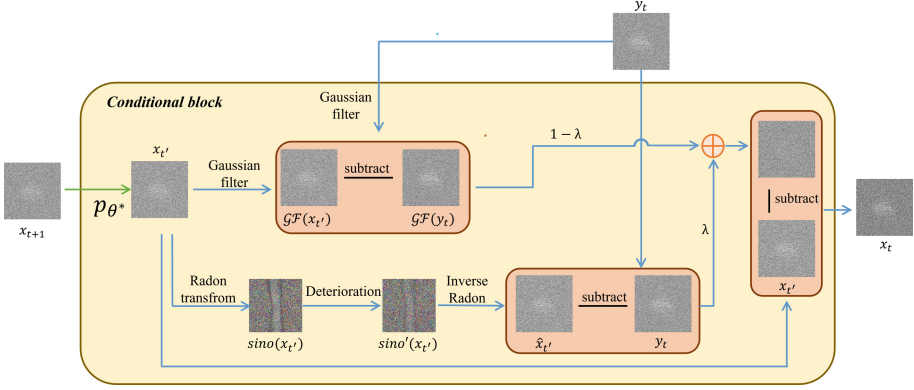 y_t
Conditional block
Gaussian
filter
x_{t'}
Gaussian
filter
subtract
1 − λ
subtract
p_{θ*}
x_{t+1}
𝒢ℱ(x_{t'})
𝒢ℱ(y_t)
x_t
λ
Radon
transfrom
Deterioration
Inverse
Radon
subtract
x_{t'}
sino(x_{t'})
sino'(x_{t'})
x̂_{t'}
y_t